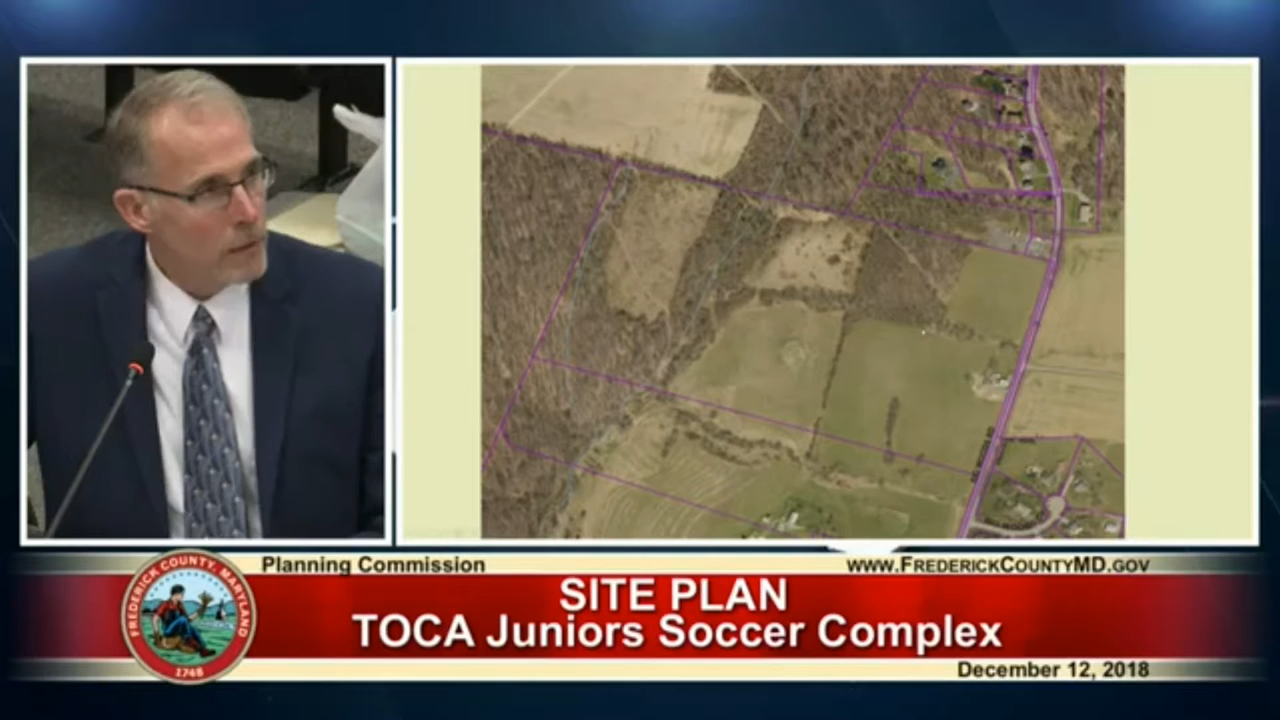 Planning Commission
www.FrederickCountyMD.gov
SITE PLAN
TOCA Juniors Soccer Complex
December 12, 2018
FREDERICK COUNTY, MARYLAND
1748